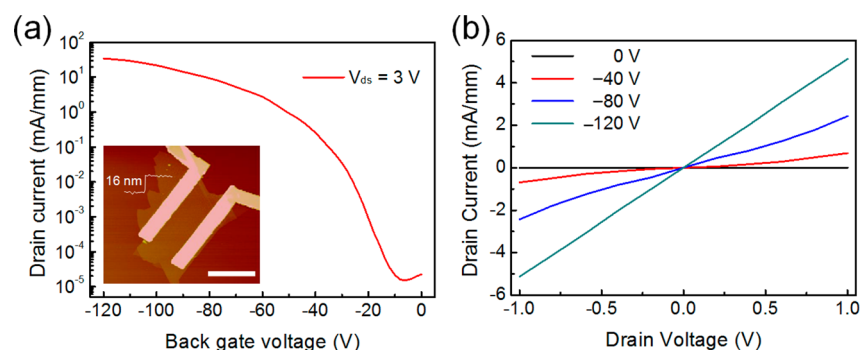 (a)
Drain current (mA/mm)
10²
10¹
10⁰
10⁻¹
10⁻²
10⁻³
10⁻⁴
10⁻⁵
Vds = 3 V
16 nm
-120 -100 -80 -60 -40 -20 0
Back gate voltage (V)
(b)
Drain Current (mA/mm)
6
4
2
0
-2
-4
-6
0 V
−40 V
−80 V
−120 V
-1.0 -0.5 0.0 0.5 1.0
Drain Voltage (V)